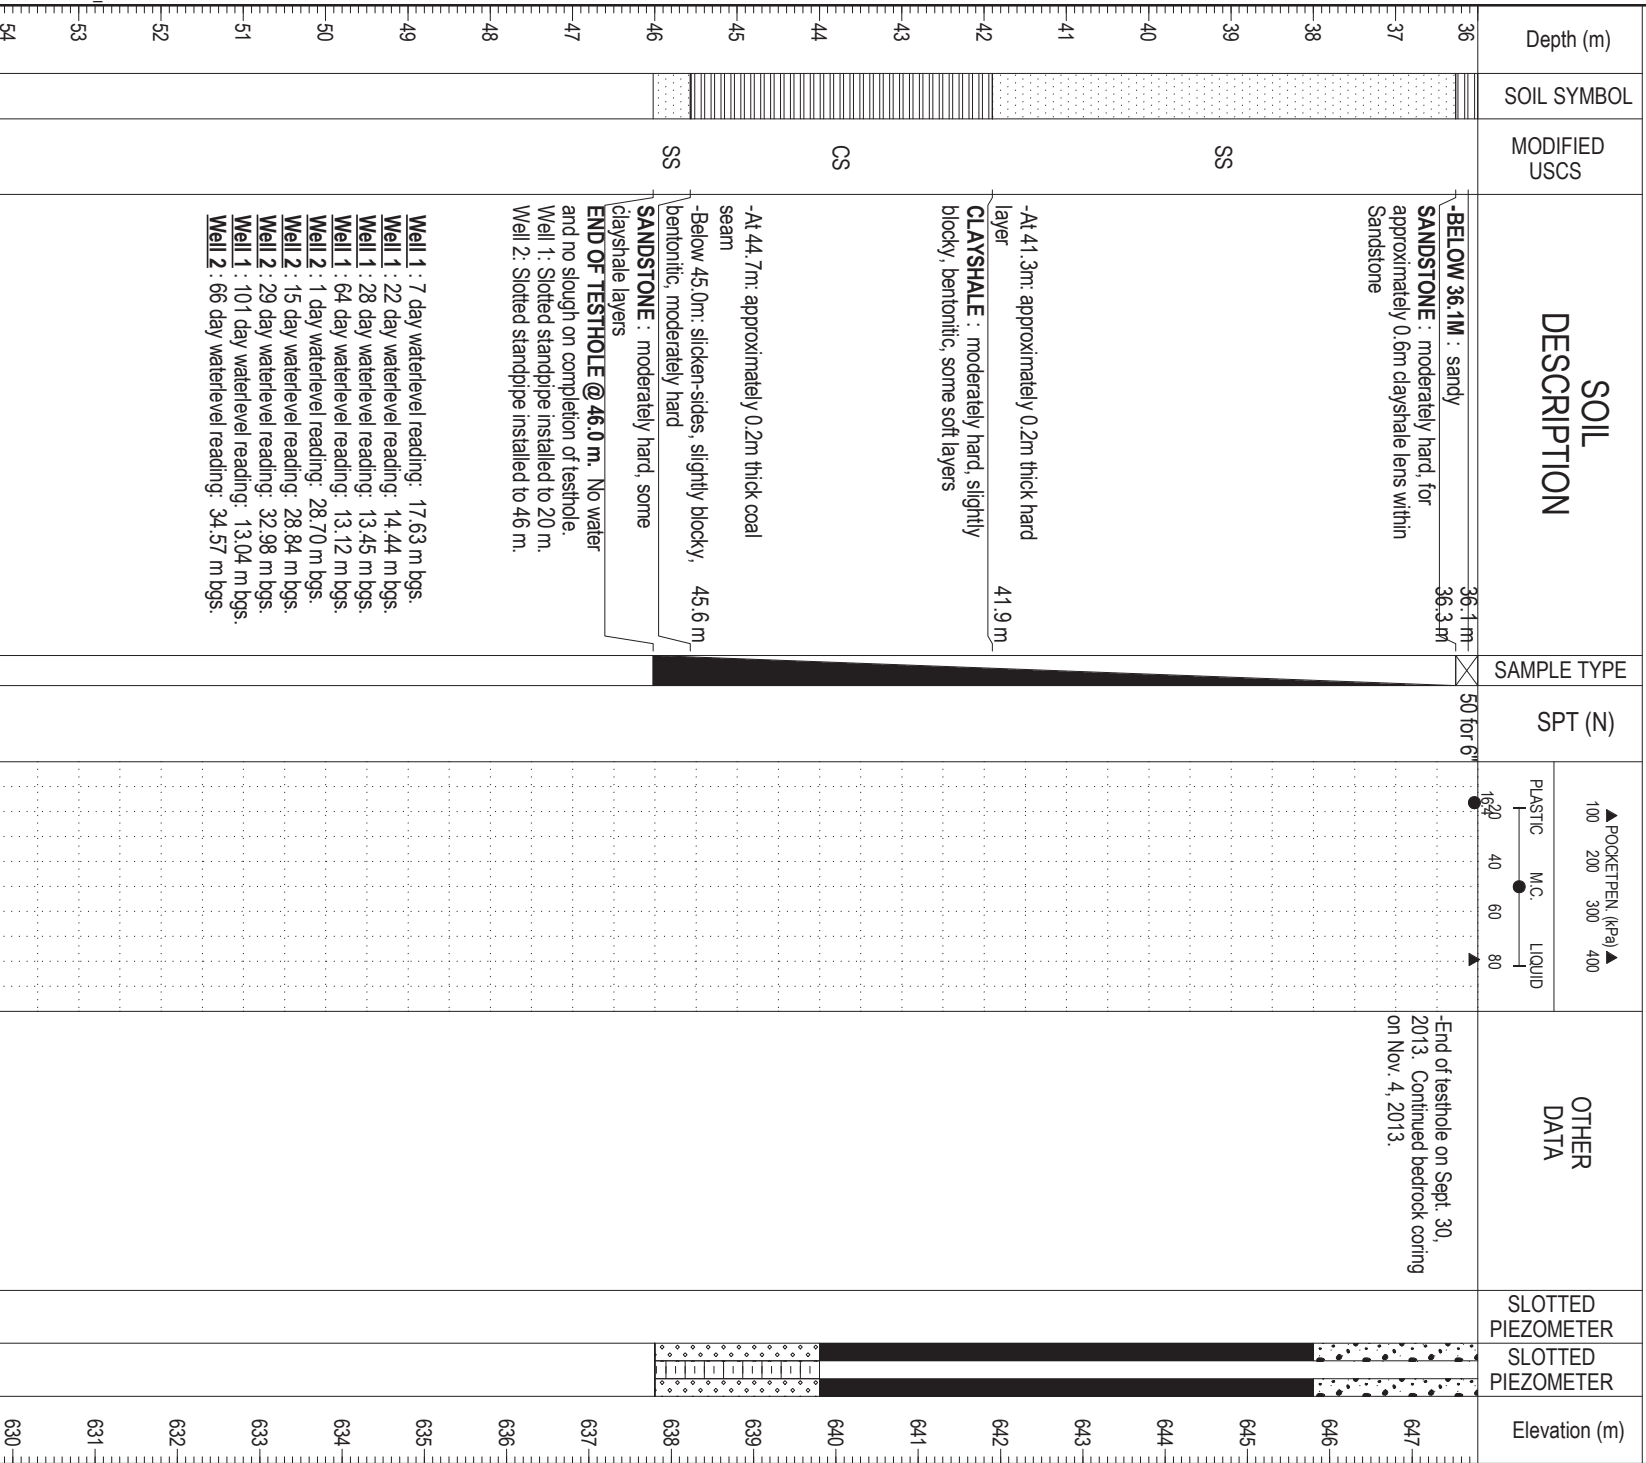 Depth (m)
36
37
38
39
40
41
42
43
44
45
46
47
48
49
50
51
52
53
54
SOIL SYMBOL
MODIFIED
USCS
SS
CS
SS
SOIL
DESCRIPTION
36.1 m
-BELOW 36.1M : sandy
36.3 m
SANDSTONE : moderately hard, for
approximately 0.6m clayshale lens within
Sandstone
-At 41.3m: approximately 0.2m thick hard
layer
41.9 m
CLAYSHALE : moderately hard, slightly
blocky, bentonitic, some soft layers
-At 44.7m: approximately 0.2m thick coal
seam
-Below 45.0m: slicken-sides, slightly blocky,
45.6 m
bentonitic, moderately hard
SANDSTONE : moderately hard, some
clayshale layers
END OF TESTHOLE @ 46.0 m. No water
and no slough on completion of testhole.
Well 1: Slotted standpipe installed to 20 m.
Well 2: Slotted standpipe installed to 46 m.
Well 1 : 7 day waterlevel reading: 17.63 m bgs.
Well 1 : 22 day waterlevel reading: 14.44 m bgs.
Well 1 : 28 day waterlevel reading: 13.45 m bgs.
Well 1 : 64 day waterlevel reading: 13.12 m bgs.
Well 2 : 1 day waterlevel reading: 28.70 m bgs.
Well 2 : 15 day waterlevel reading: 28.84 m bgs.
Well 2 : 29 day waterlevel reading: 32.98 m bgs.
Well 1 : 101 day waterlevel reading: 13.04 m bgs.
Well 2 : 66 day waterlevel reading: 34.57 m bgs.
SAMPLE TYPE
SPT (N)
50 for 6"
▲ POCKETPEN. (kPa) ▲
100 200 300 400
PLASTIC M.C. LIQUID
20 40 60 80
16.4
OTHER
DATA
-End of testhole on Sept. 30,
2013. Continued bedrock coring
on Nov. 4, 2013.
SLOTTED
PIEZOMETER
SLOTTED
PIEZOMETER
Elevation (m)
647
646
645
644
643
642
641
640
639
638
637
636
635
634
633
632
631
630